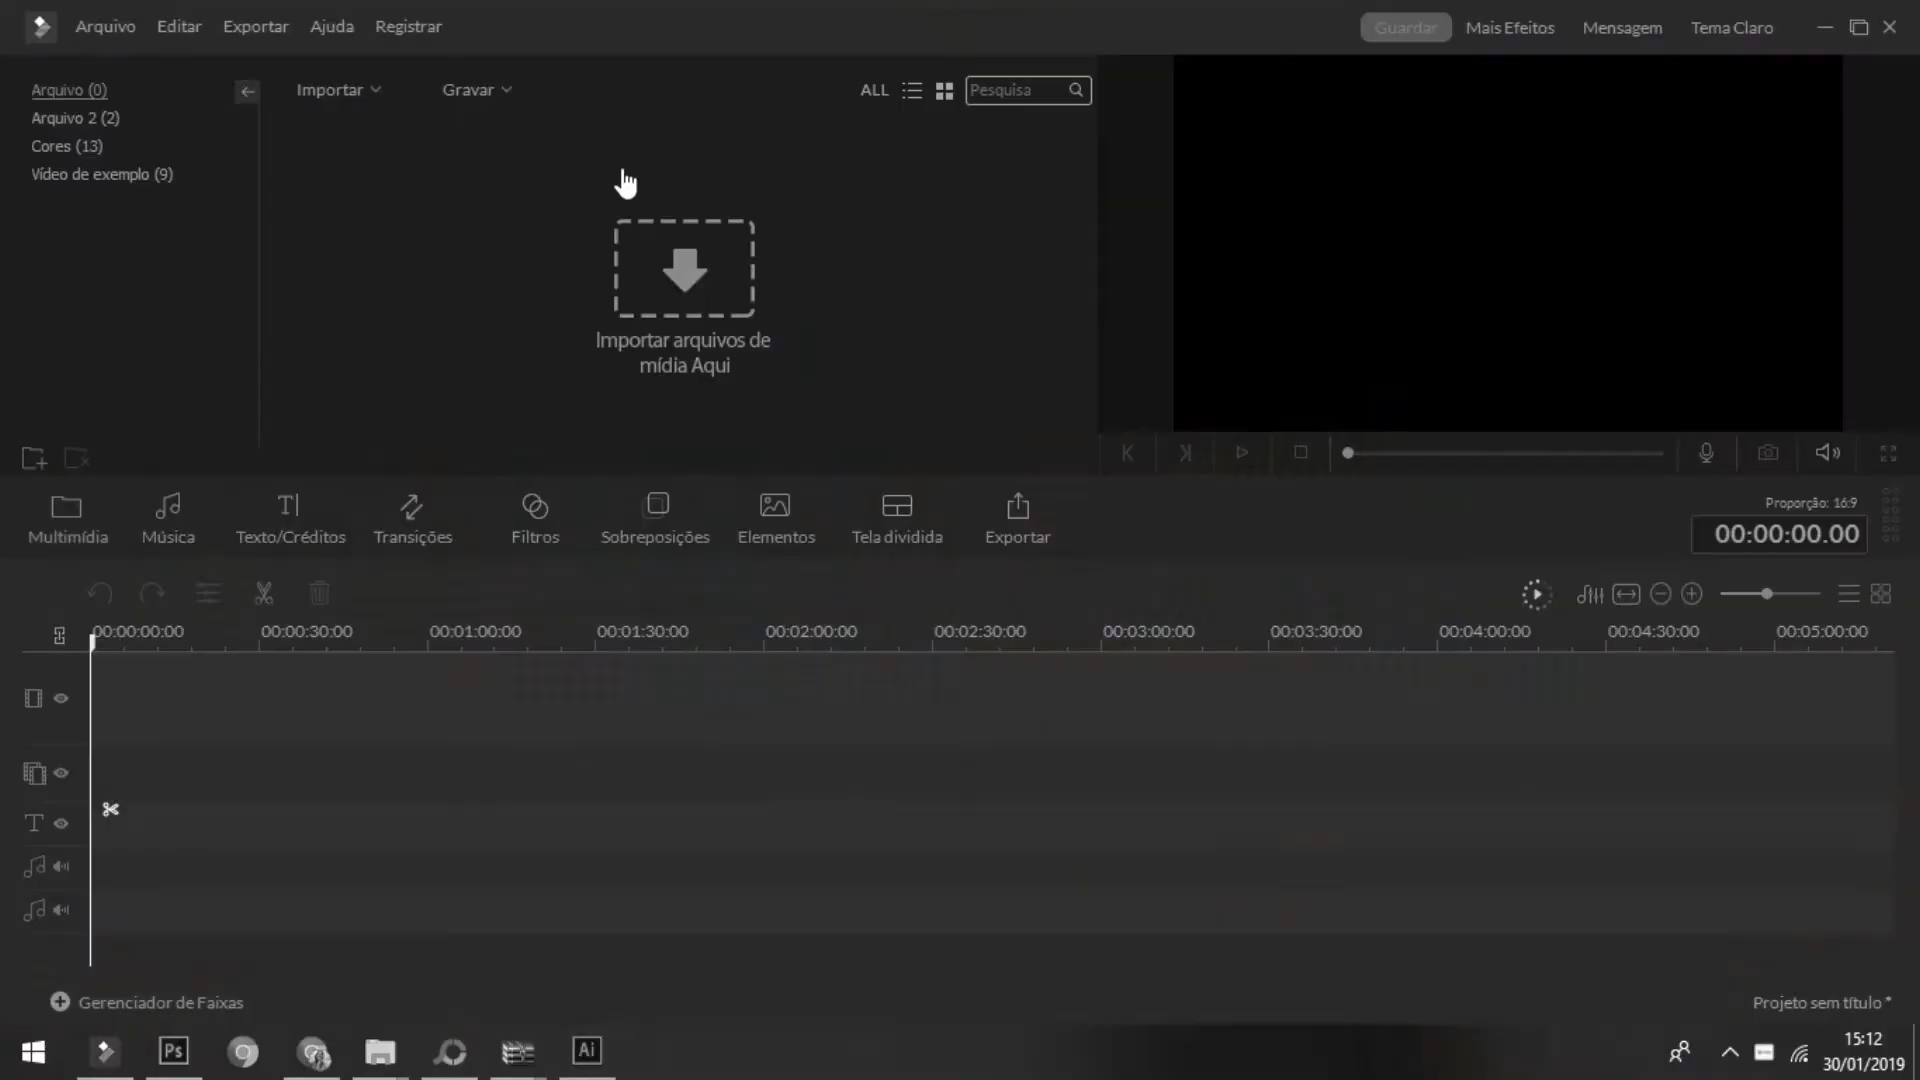 Arquivo Editar Exportar Ajuda Registrar
Guardar Mais Efeitos Mensagem Tema Claro
Arquivo (0)
Arquivo 2 (2)
Cores (13)
Vídeo de exemplo (9)
Importar Gravar ALL Pesquisa
Importar arquivos de
mídia Aqui
Multimídia Música Texto/Créditos Transições Filtros Sobreposições Elementos Tela dividida Exportar
Proporção: 16:9
00:00:00.00
00:00:00:00 00:00:30:00 00:01:00:00 00:01:30:00 00:02:00:00 00:02:30:00 00:03:00:00 00:03:30:00 00:04:00:00 00:04:30:00 00:05:00:00
Gerenciador de Faixas
Projeto sem título *
Ps Ai
15:12
30/01/2019